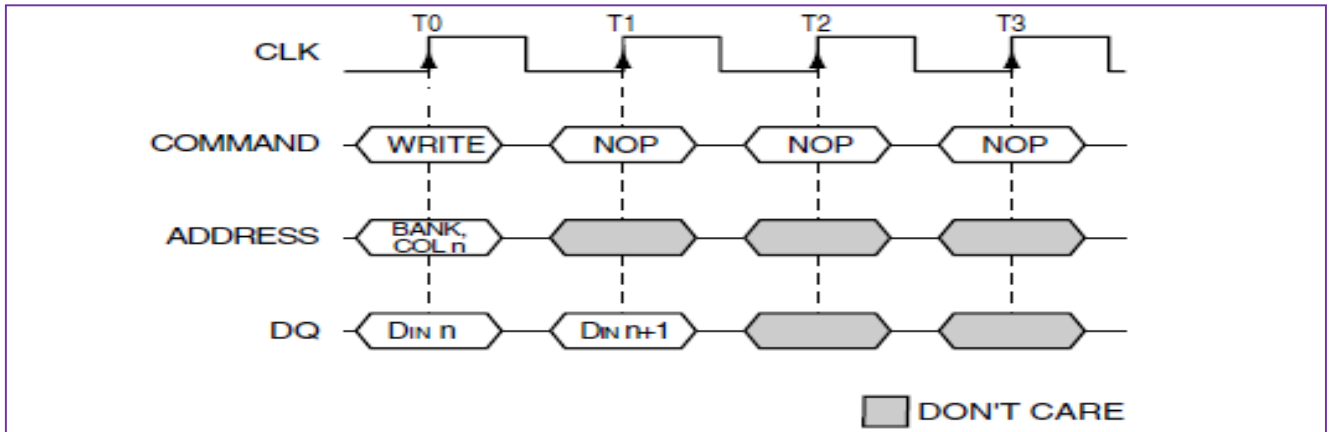 T0 T1 T2 T3
CLK
COMMAND WRITE NOP NOP NOP
ADDRESS BANK,
COL n
DQ DIN n DIN n+1
DON'T CARE